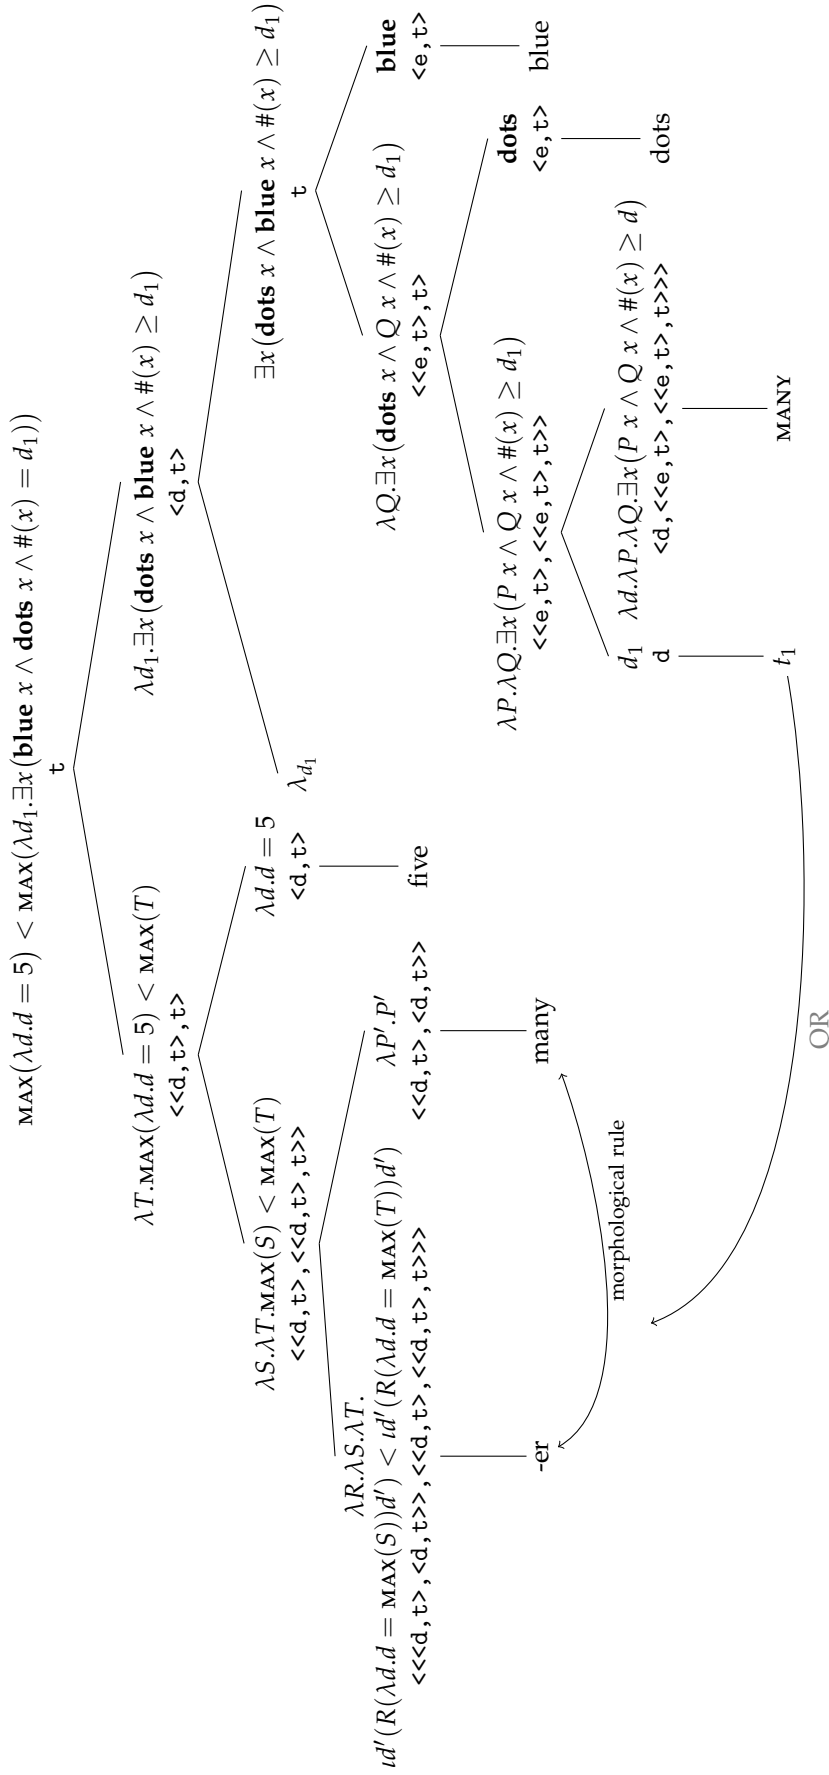 MAX(λd.d = 5) < MAX(λd₁.∃x(blue x ∧ dots x ∧ #(x) = d₁))
t
λT.MAX(λd.d = 5) < MAX(T)
<<d,t>,t>
λd₁.∃x(dots x ∧ blue x ∧ #(x) ≥ d₁)
<d,t>
λS.λT.MAX(S) < MAX(T)
<<d,t>,<<d,t>,t>>
λd.d = 5
<d,t>
five
λ_d₁
∃x(dots x ∧ blue x ∧ #(x) ≥ d₁)
t
λR.λS.λT.
ιd′(R(λd.d = MAX(S))d′) < ιd′(R(λd.d = MAX(T))d′)
<<<d,t>,<d,t>>,<<d,t>,<<d,t>,t>>>
-er
λP′.P′
<<d,t>,<d,t>>
many
morphological rule
λQ.∃x(dots x ∧ Q x ∧ #(x) ≥ d₁)
<<e,t>,t>
blue
<e,t>
blue
λP.λQ.∃x(P x ∧ Q x ∧ #(x) ≥ d₁)
<<e,t>,<<e,t>,t>>
dots
<e,t>
dots
d₁
d
t₁
λd.λP.λQ.∃x(P x ∧ Q x ∧ #(x) ≥ d)
<d,<<e,t>,<<e,t>,t>>>
MANY
OR